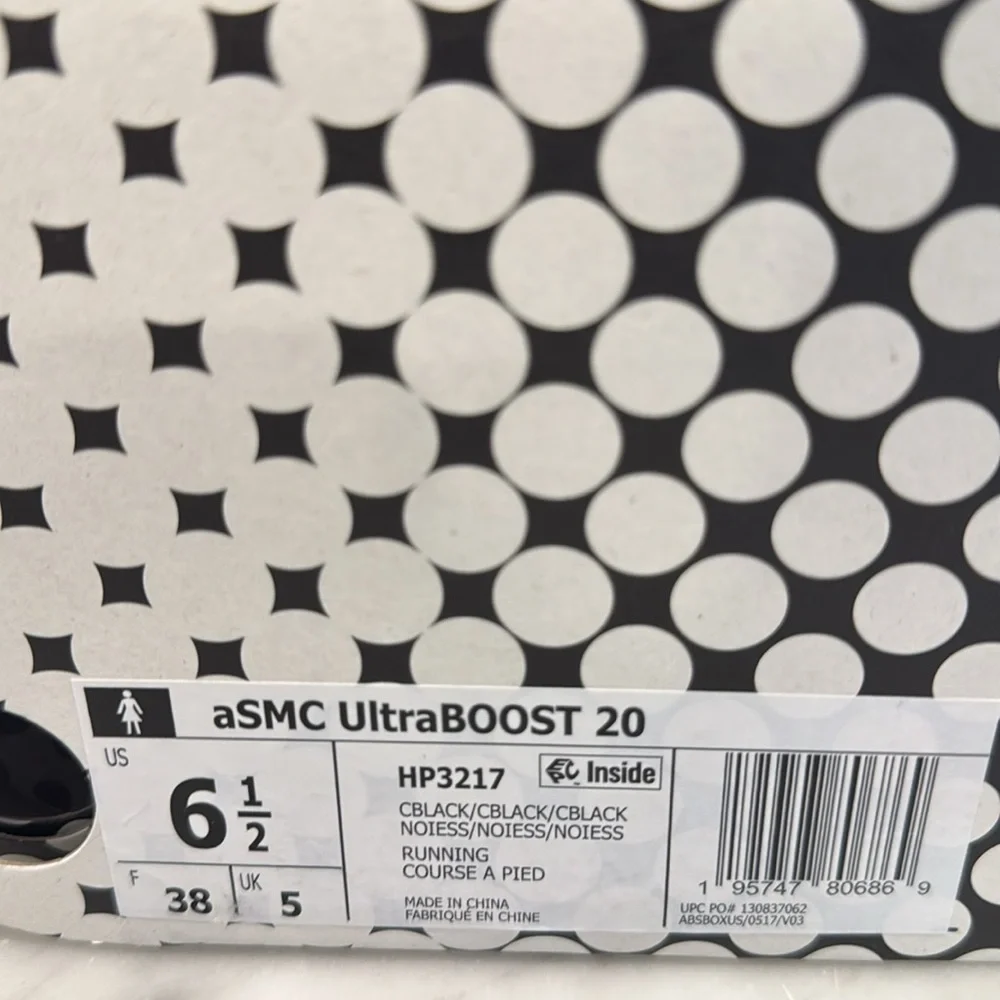 aSMC UltraBOOST 20
US
6 1/2
F 38
UK 5
HP3217
EC Inside
CBLACK/CBLACK/CBLACK
NOIESS/NOIESS/NOIESS
RUNNING
COURSE A PIED
MADE IN CHINA
FABRIQUÉ EN CHINE
1 95747 80686 9
UPC PO# 130837062
ABSBOXUS/0517/V03